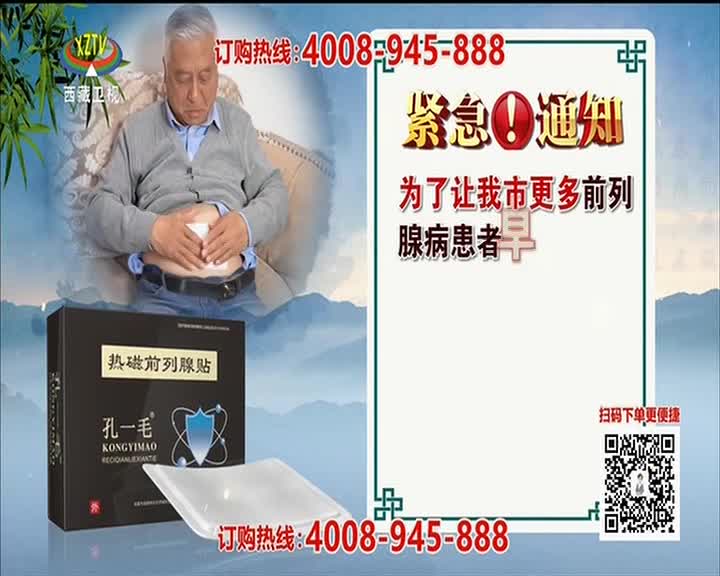 订购热线:4008-945-888
XZTV
西藏卫视
紧急!通知
为了让我市更多前列
腺病患者早
热磁前列腺贴
孔一毛®
KONGYIMAO
RECIQIANLIEXIANTIE
外
扫码下单更便捷
订购热线:4008-945-888